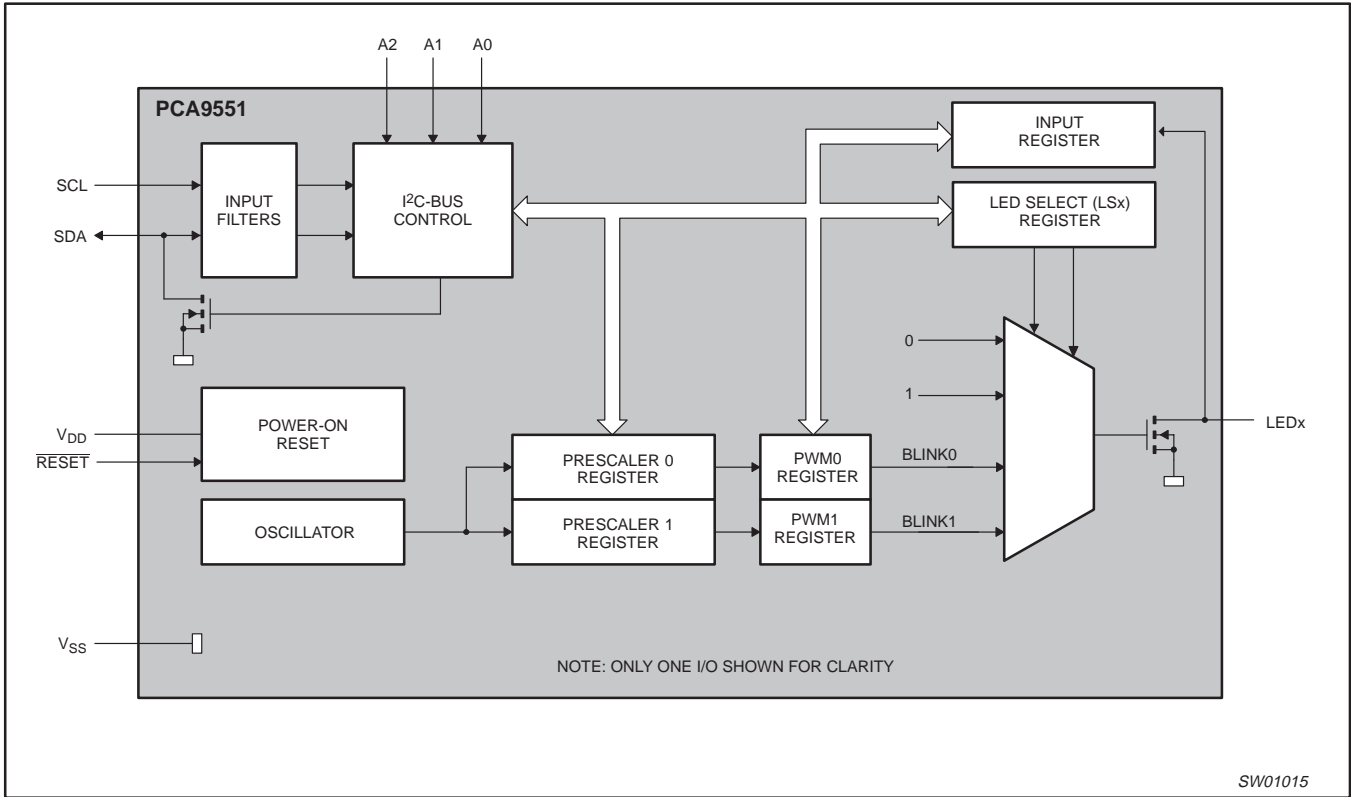 A2 A1 A0
PCA9551
SCL
SDA
INPUT
FILTERS
I²C-BUS
CONTROL
INPUT
REGISTER
LED SELECT (LSx)
REGISTER
0
1
VDD
RESET
POWER-ON
RESET
OSCILLATOR
PRESCALER 0
REGISTER
PRESCALER 1
REGISTER
PWM0
REGISTER
PWM1
REGISTER
BLINK0
BLINK1
LEDx
VSS
NOTE: ONLY ONE I/O SHOWN FOR CLARITY
SW01015